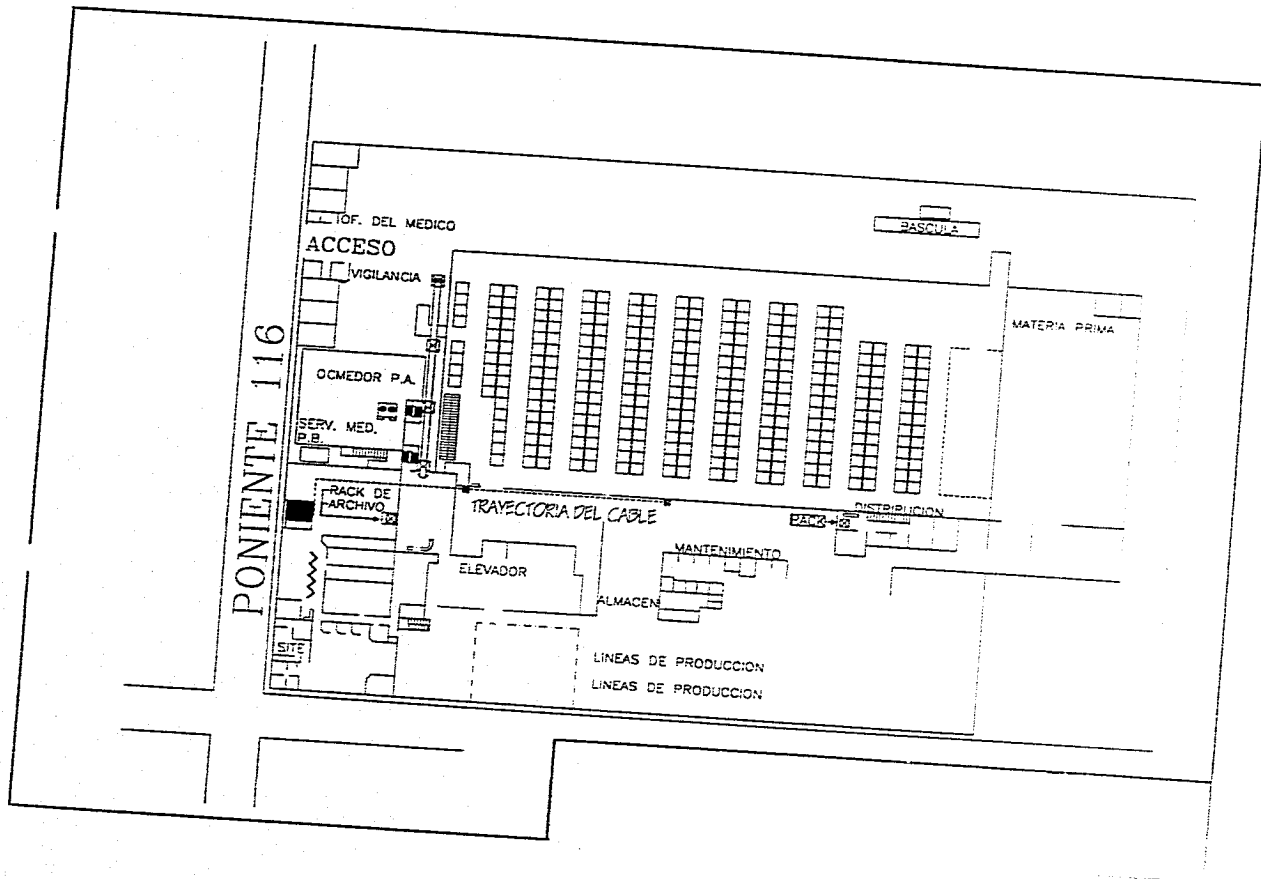 OF. DEL MEDICO
ACCESO
VIGILANCIA
BASCULA
MATERIA PRIMA
PONIENTE 116
OCMEDOR P.A.
SERV. MED.
P.B.
RACK DE
ARCHIVO
TRAYECTORIA DEL CABLE
RACK
DISTRIBUCION
MANTENIMIENTO
ELEVADOR
ALMACEN
SITE
LINEAS DE PRODUCCION
LINEAS DE PRODUCCION